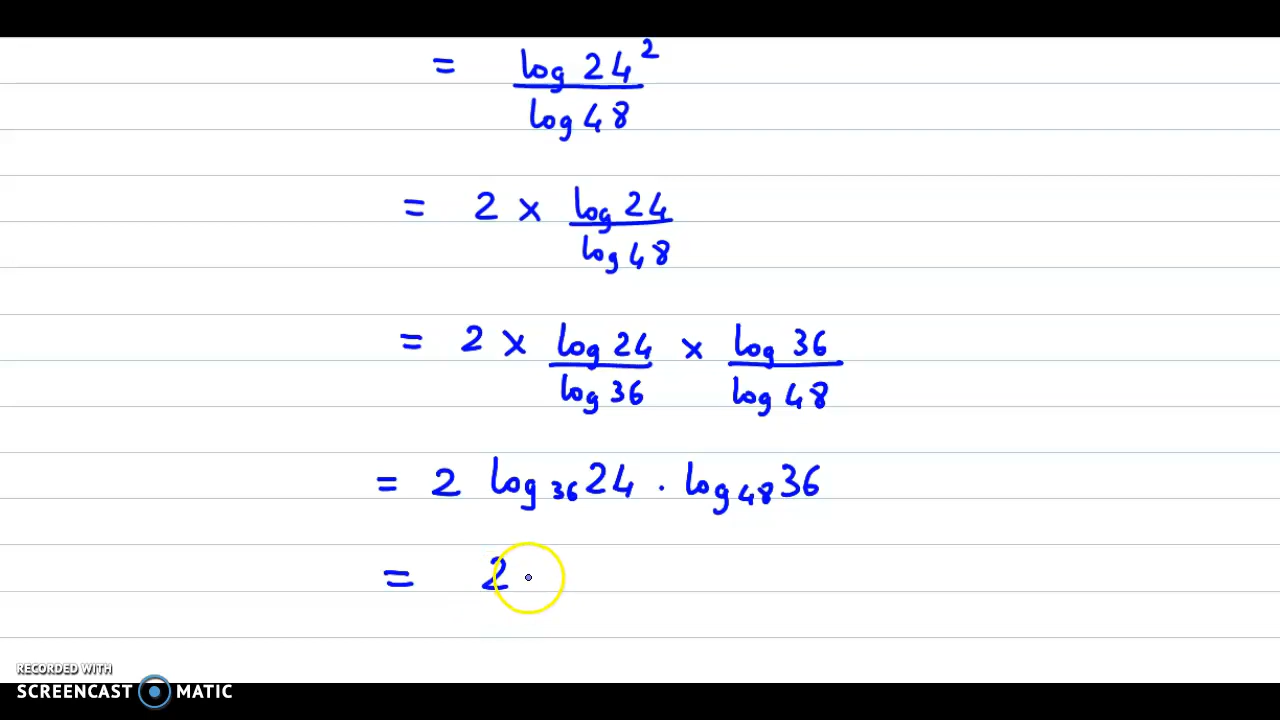 = log 24²
log 48
= 2 × log 24
log 48
= 2 × log 24 × log 36
log 36 log 48
= 2 log₃₆ 24 . log₄₈ 36
= 2
RECORDED WITH
SCREENCAST MATIC